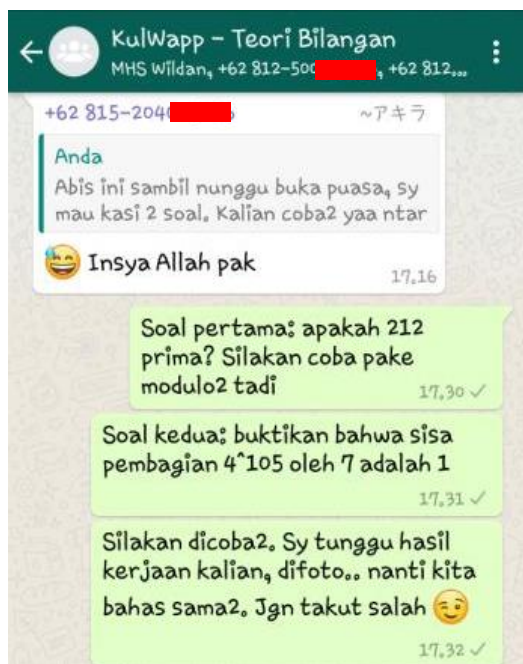 KulWapp – Teori Bilangan
MHS Wildan, +62 812-500 , +62 812...
+62 815-204 ~アキラ
Anda
Abis ini sambil nunggu buka puasa, sy
mau kasi 2 soal. Kalian coba2 yaa ntar
Insya Allah pak
17.16
Soal pertama: apakah 212
prima? Silakan coba pake
modulo2 tadi
17.30
Soal kedua: buktikan bahwa sisa
pembagian 4^105 oleh 7 adalah 1
17.31
Silakan dicoba2. Sy tunggu hasil
kerjaan kalian, difoto.. nanti kita
bahas sama2. Jgn takut salah 😉
17.32